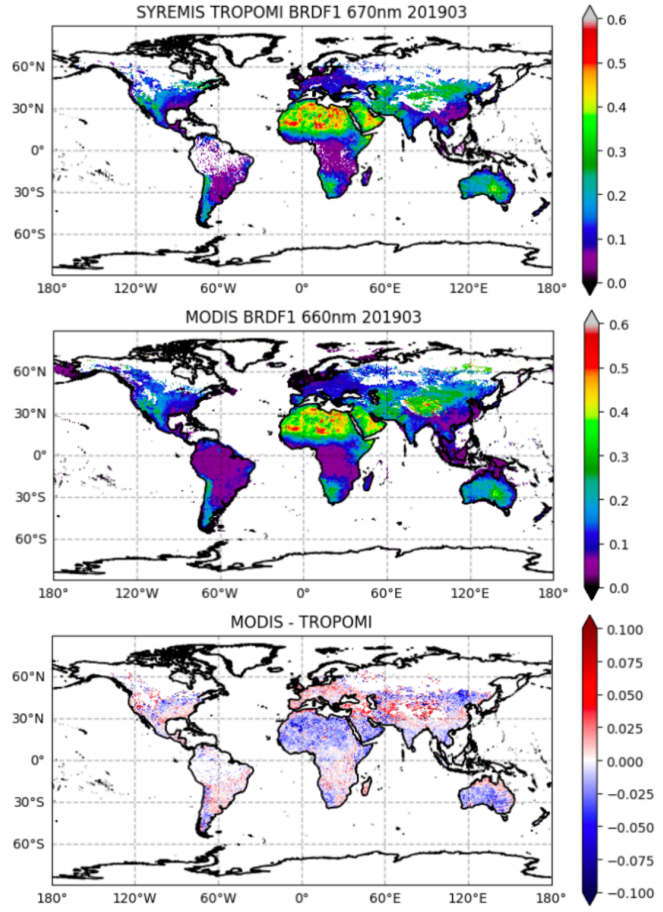 SYREMIS TROPOMI BRDF1 670nm 201903
0.6
60°N
0.5
30°N
0.4
0°
0.3
30°S
0.2
60°S
0.1
0.0
180° 120°W 60°W 0° 60°E 120°E 180°
MODIS BRDF1 660nm 201903
0.6
60°N
0.5
30°N
0.4
0°
0.3
30°S
0.2
60°S
0.1
0.0
180° 120°W 60°W 0° 60°E 120°E 180°
MODIS - TROPOMI
0.100
60°N
0.075
0.050
30°N
0.025
0°
0.000
30°S
−0.025
−0.050
60°S
−0.075
−0.100
180° 120°W 60°W 0° 60°E 120°E 180°